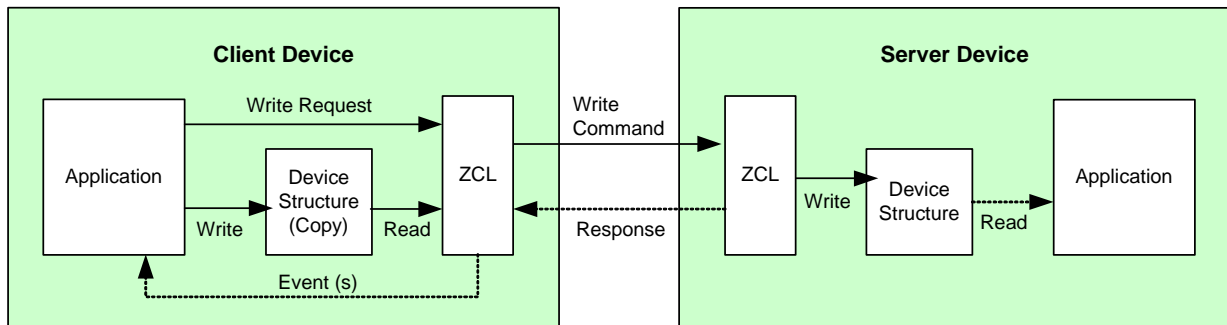 Client Device
Server Device
Write Request
Write
Command
Application
Device
Structure
(Copy)
ZCL
ZCL
Device
Structure
Application
Write
Read
Response
Write
Read
Event (s)